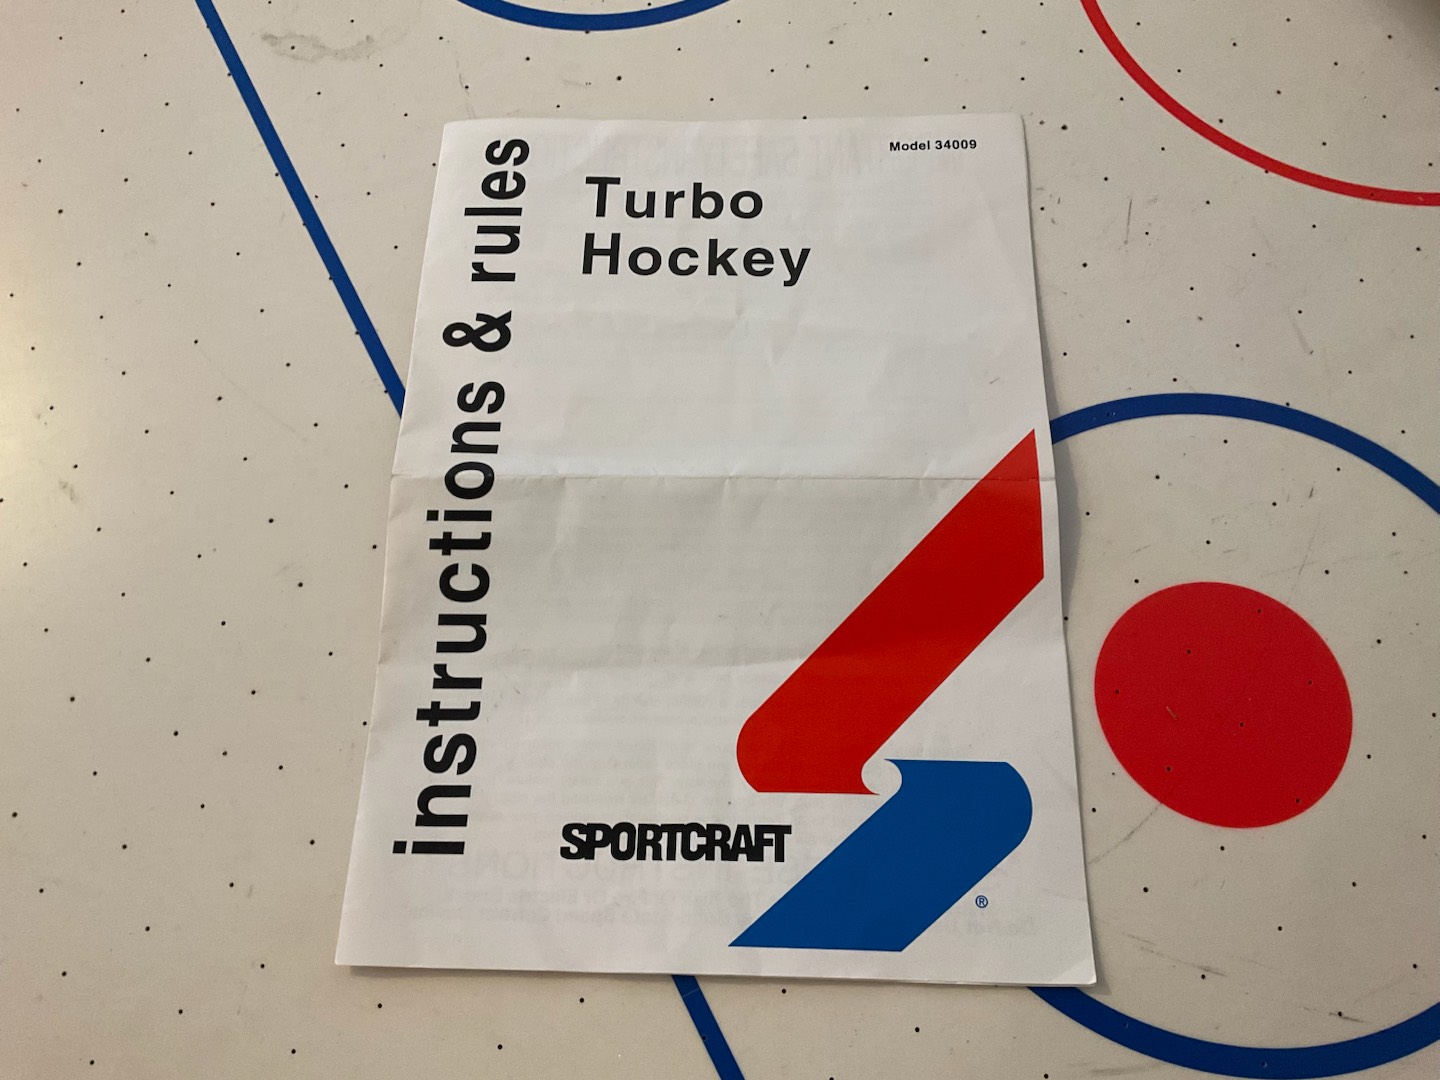 Model 34009
Turbo
Hockey
instructions & rules
SPORTCRAFT
®